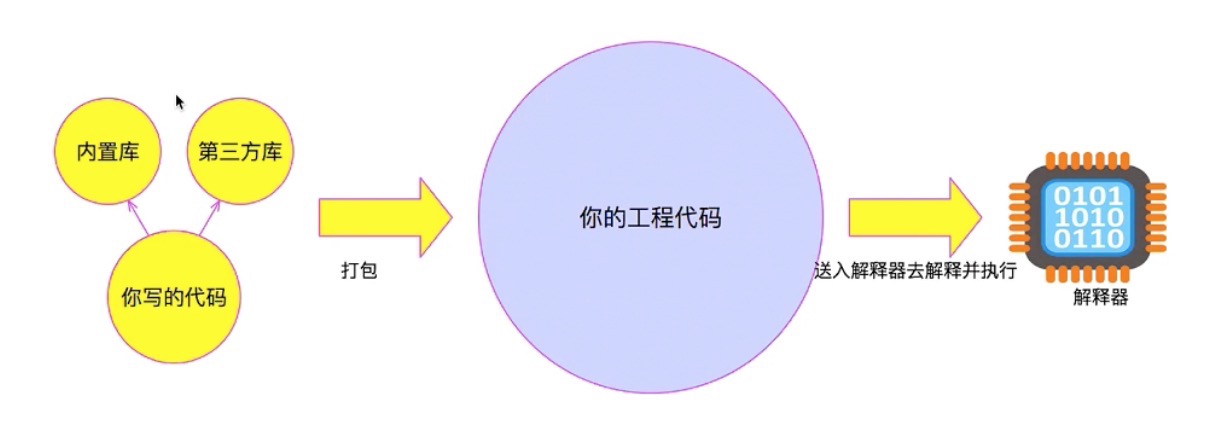 内置库
第三方库
你写的代码
打包
你的工程代码
送入解释器去解释并执行
0101
1010
0110
解释器